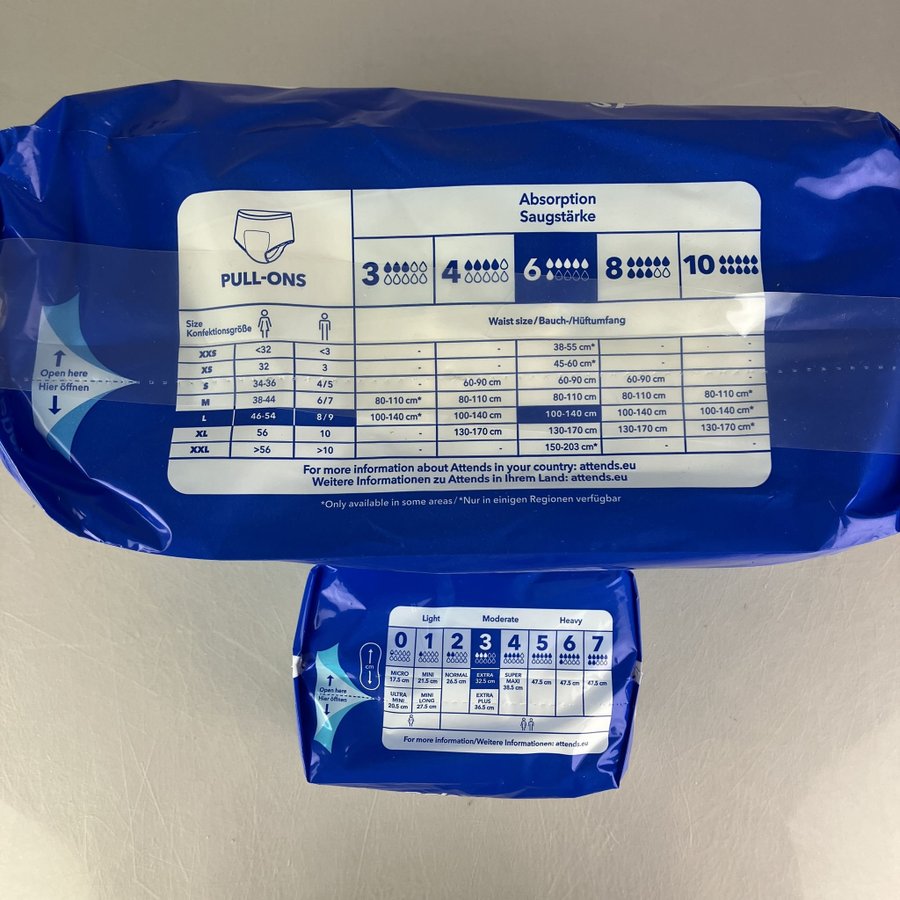 Absorption
Saugstärke
PULL-ONS
3 4 6 8 10
Size
Konfektionsgröße
Waist size/Bauch-/Hüftumfang
XXS <32 <3 - - 38-55 cm* - -
XS 32 3 - - 45-60 cm* - -
S 34-36 4/5 - 60-90 cm 60-90 cm 60-90 cm -
M 38-44 6/7 80-110 cm* 80-110 cm 80-110 cm 80-110 cm 80-110 cm*
L 46-54 8/9 100-140 cm* 100-140 cm 100-140 cm 100-140 cm 100-140 cm*
XL 56 10 - 130-170 cm 130-170 cm 130-170 cm 130-170 cm*
XXL >56 >10 - - 150-203 cm* - -
For more information about Attends in your country: attends.eu
Weitere Informationen zu Attends in Ihrem Land: attends.eu
*Only available in some areas/ *Nur in einigen Regionen verfügbar
Open here
Hier öffnen
Light Moderate Heavy
0 1 2 3 4 5 6 7
MICRO MINI NORMAL EXTRA SUPER
17.5 cm 21.5 cm 26.5 cm 32.5 cm MAXI 47.5 cm 47.5 cm 47.5 cm
38.5 cm
ULTRA MINI EXTRA
MINI LONG PLUS
20.5 cm 27.5 cm 36.5 cm
cm
Open here
Hier öffnen
For more information/Weitere Informationen: attends.eu